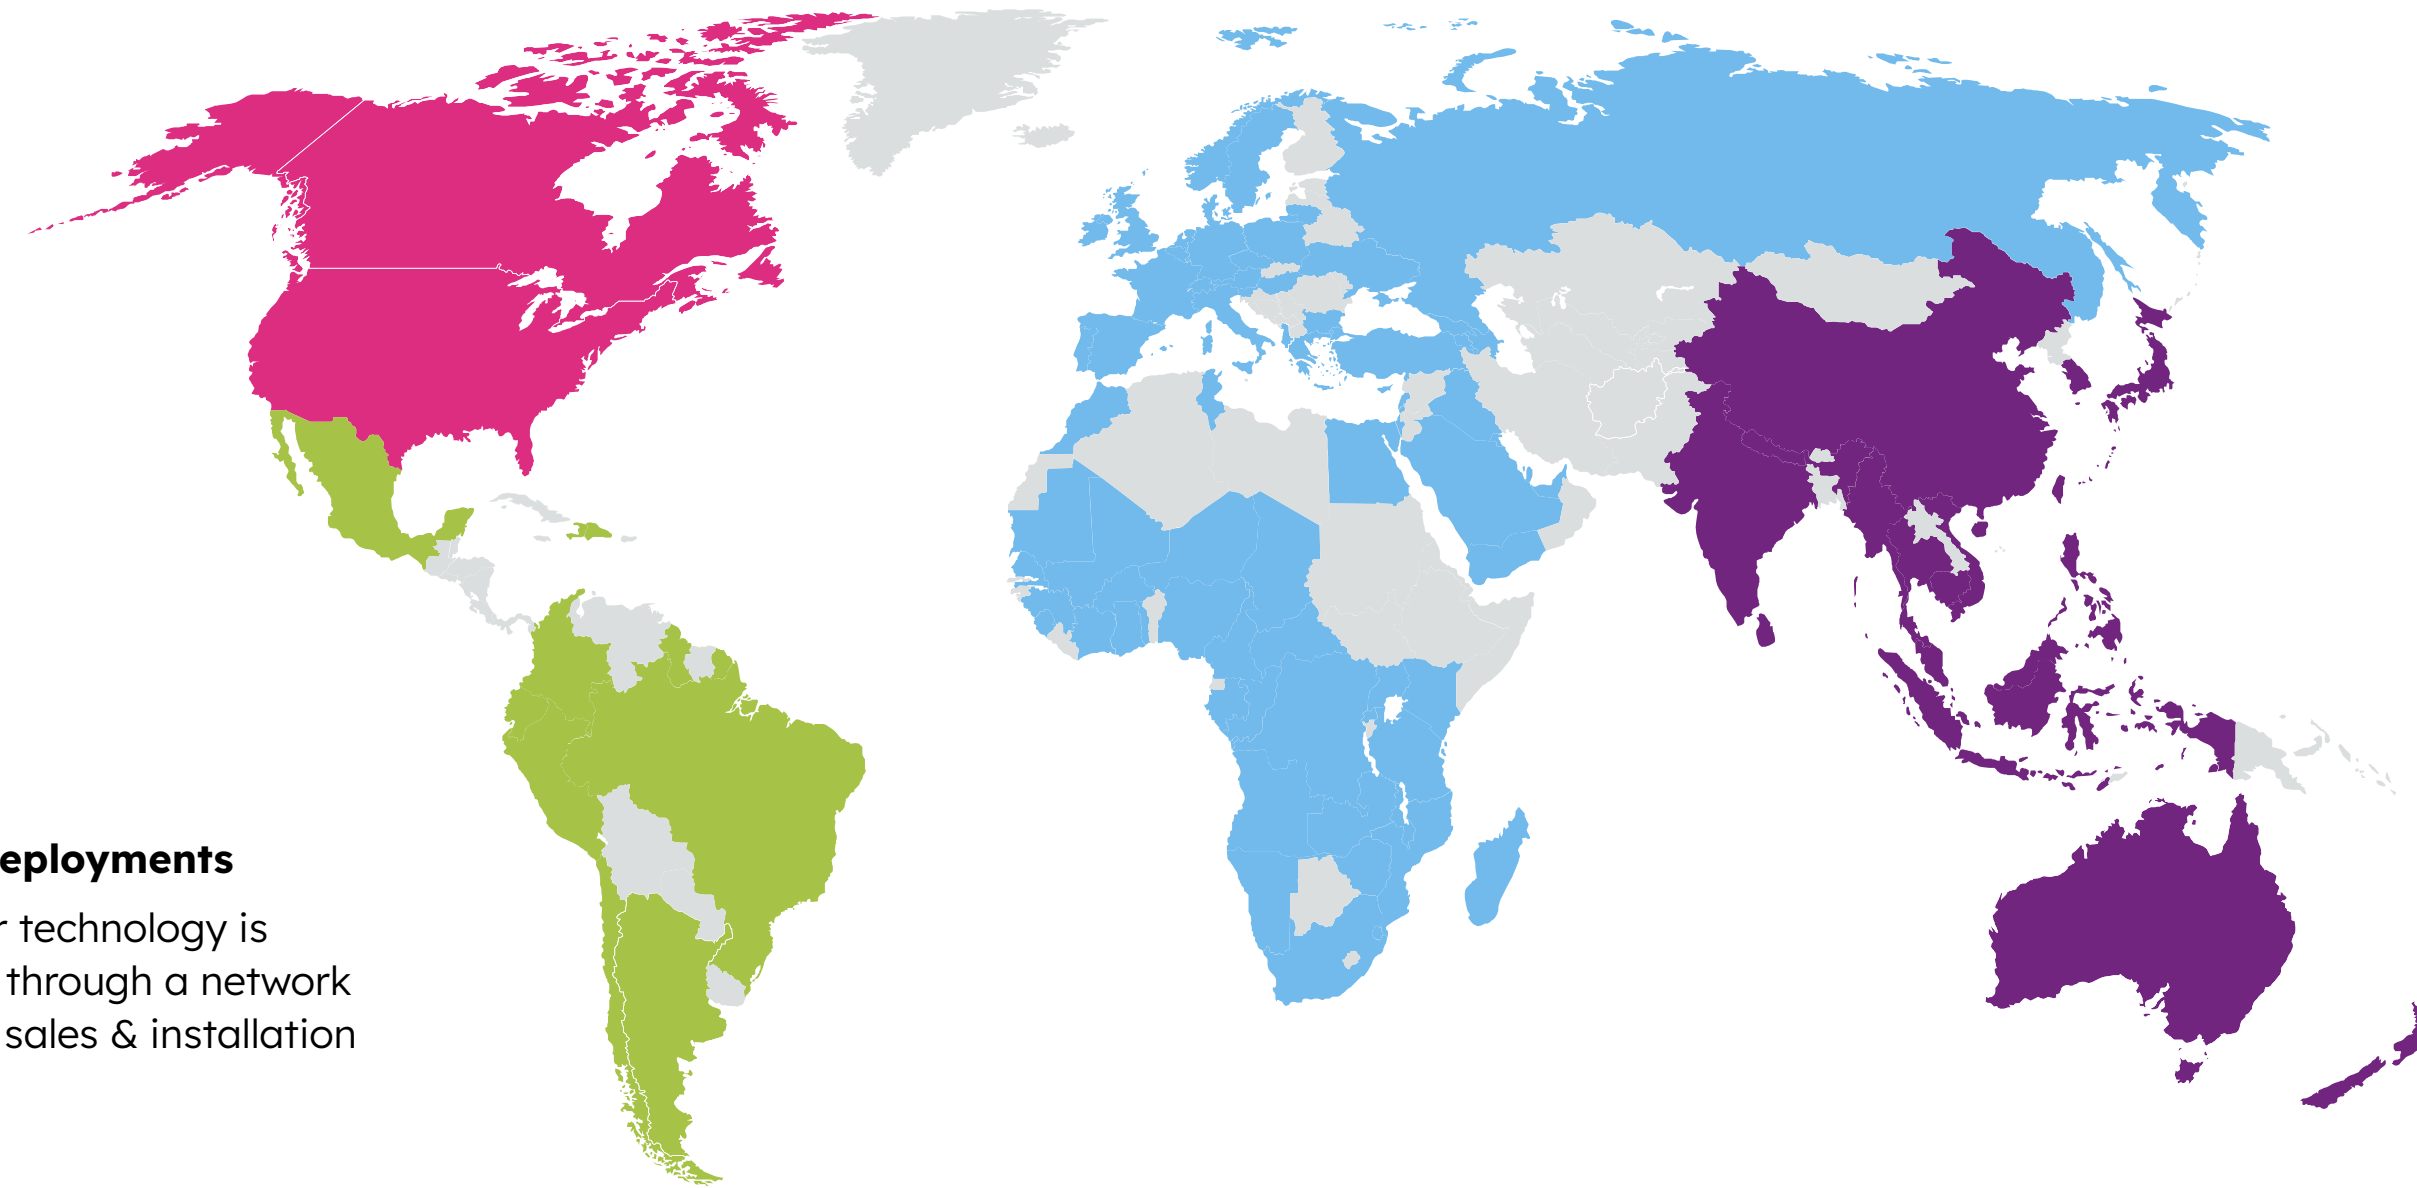 eployments
r technology is
through a network
sales & installation